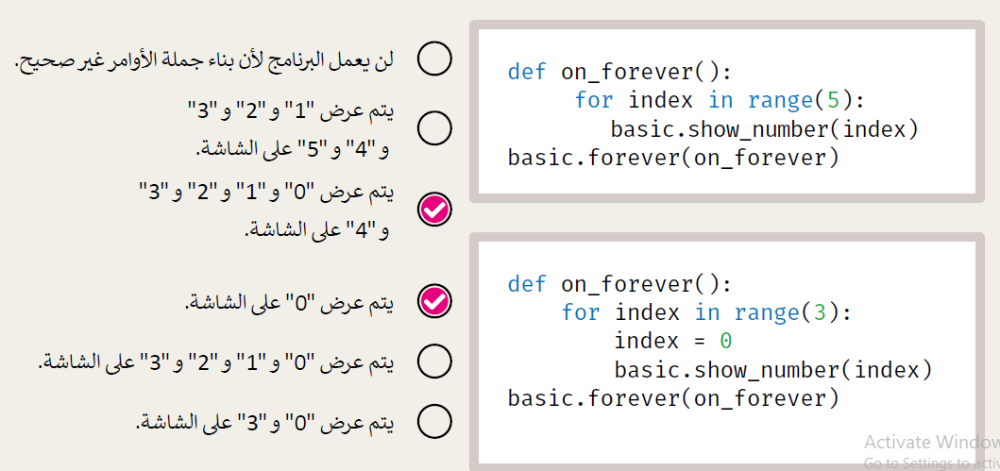 لن يعمل البرنامج لأن بناء جملة الأوامر غير صحيح.
يتم عرض "1" و "2" و "3"
و "4" و "5" على الشاشة.
يتم عرض "0" و "1" و "2" و "3"
و "4" على الشاشة.
def on_forever():
for index in range(5):
basic.show_number(index)
basic.forever(on_forever)
يتم عرض "0" على الشاشة.
يتم عرض "0" و "1" و "2" و "3" على الشاشة.
يتم عرض "0" و "3" على الشاشة.
def on_forever():
for index in range(3):
index = 0
basic.show_number(index)
basic.forever(on_forever)
Activate Window
Go to Settings to activ